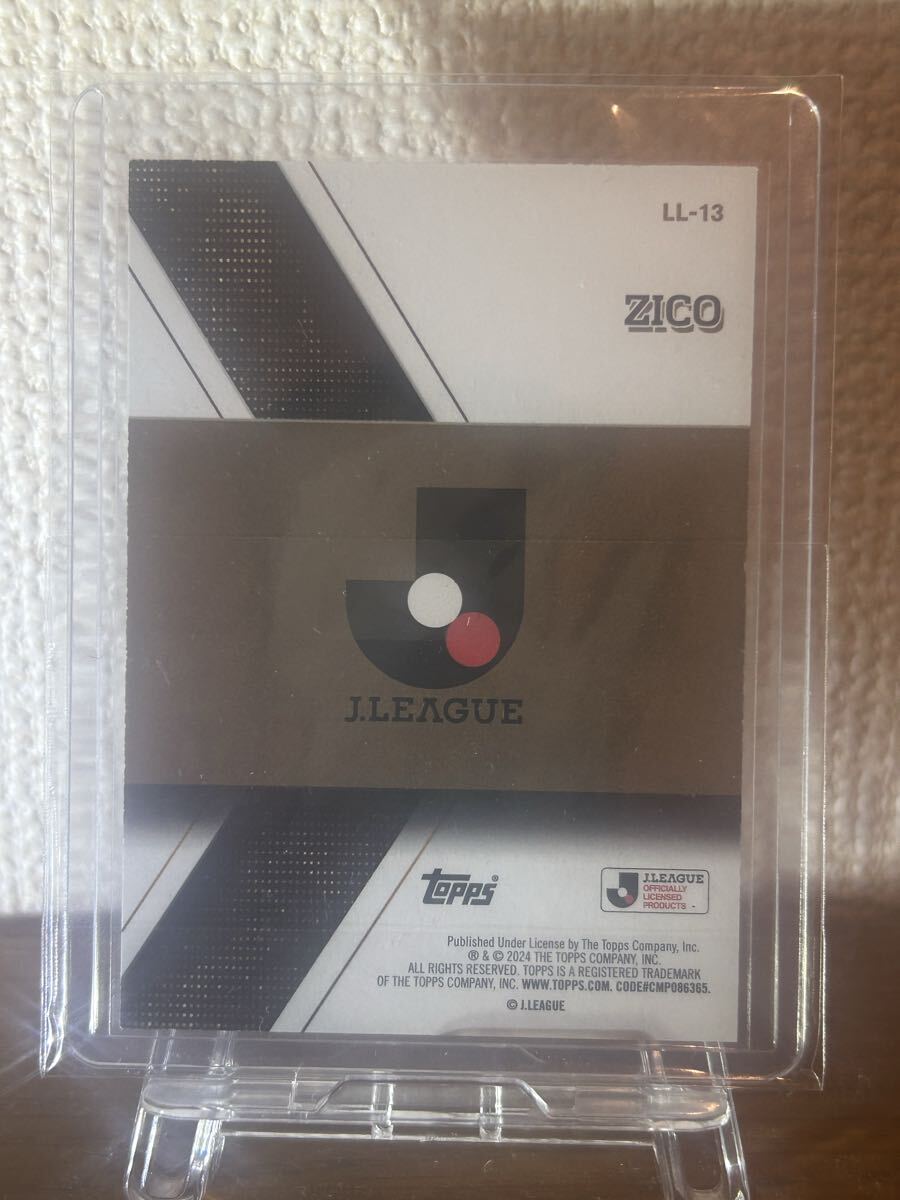 LL-13
ZICO
J.LEAGUE
topps®
J.LEAGUE
OFFICIALLY
LICENSED
PRODUCTS
Published Under License by The Topps Company, Inc.
® & © 2024 THE TOPPS COMPANY, INC.
ALL RIGHTS RESERVED. TOPPS IS A REGISTERED TRADEMARK
OF THE TOPPS COMPANY, INC. WWW.TOPPS.COM. CODE#CMP086365.
© J.LEAGUE